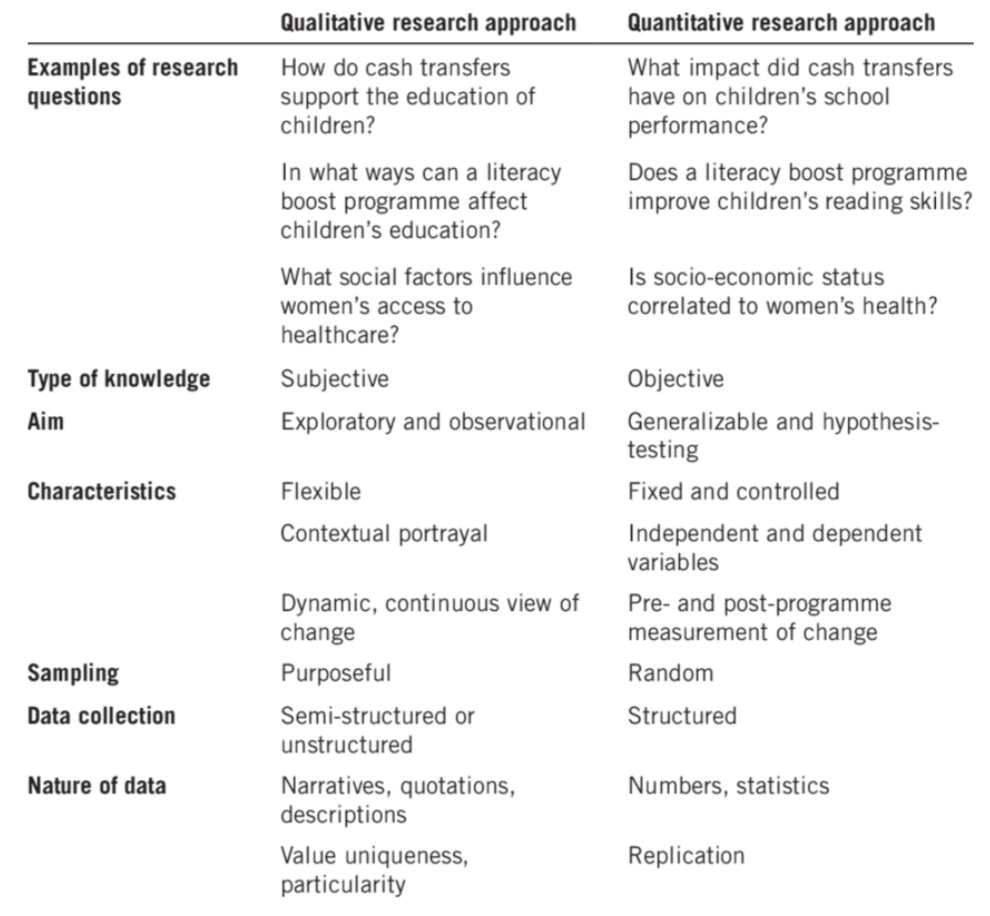 Qualitative research approach Quantitative research approach
Examples of research questions
How do cash transfers support the education of children?
What impact did cash transfers have on children's school performance?
In what ways can a literacy boost programme affect children's education?
Does a literacy boost programme improve children's reading skills?
What social factors influence women's access to healthcare?
Is socio-economic status correlated to women's health?
Type of knowledge Subjective Objective
Aim Exploratory and observational Generalizable and hypothesis-testing
Characteristics Flexible Fixed and controlled
Contextual portrayal Independent and dependent variables
Dynamic, continuous view of change Pre- and post-programme measurement of change
Sampling Purposeful Random
Data collection Semi-structured or unstructured Structured
Nature of data Narratives, quotations, descriptions Numbers, statistics
Value uniqueness, particularity Replication